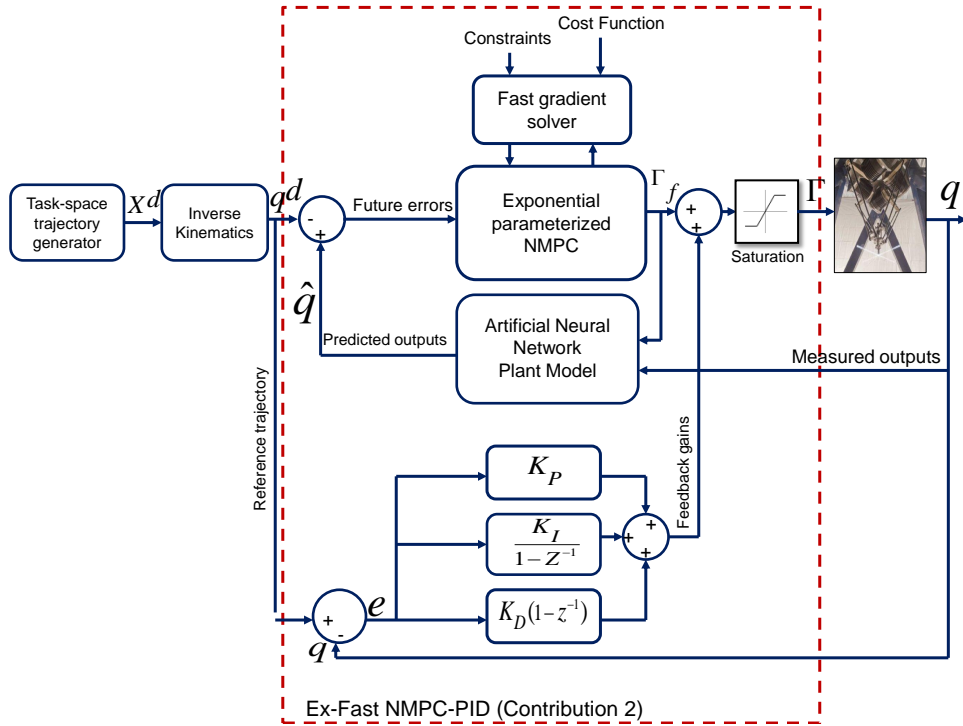 Constraints
Cost Function
Fast gradient
solver
Task-space
trajectory
generator
X^d
Inverse
Kinematics
q^d
-
+
Future errors
Exponential
parameterized
NMPC
Γ_f
+
+
Saturation
Γ
q
q̂
Predicted outputs
Artificial Neural
Network
Plant Model
Measured outputs
Reference trajectory
Feedback gains
K_P
K_I
1 - Z^{-1}
K_D(1 - z^{-1})
+
+
+
+
-
e
q
Ex-Fast NMPC-PID (Contribution 2)